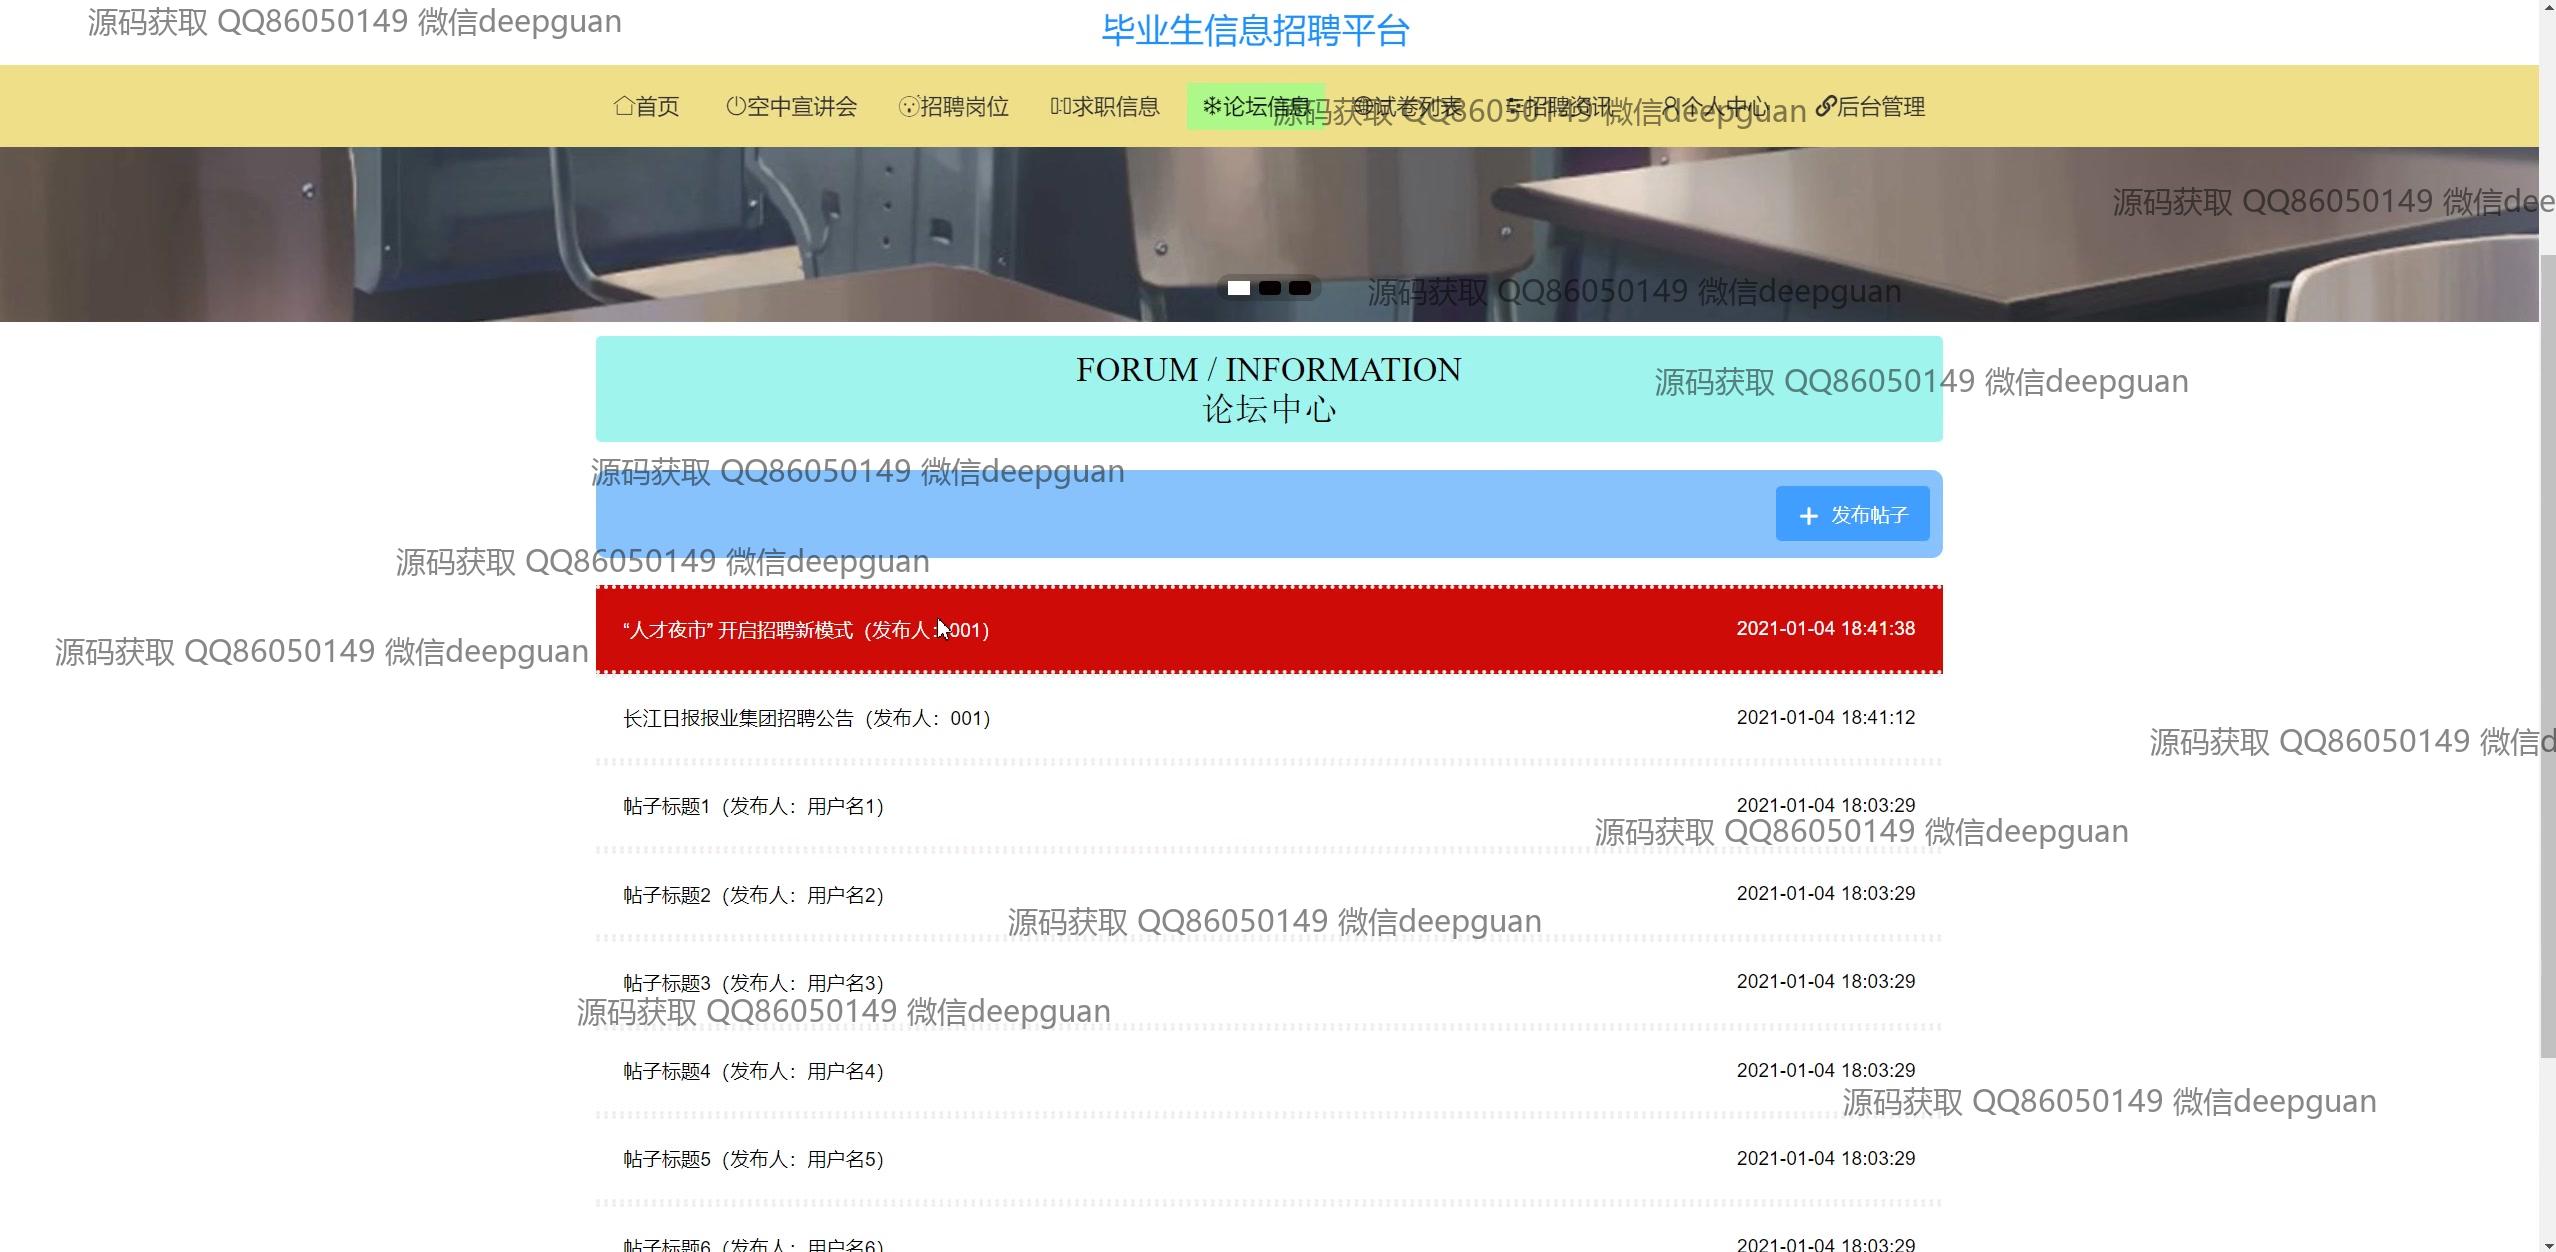 源码获取 QQ86050149 微信deepguan
毕业生信息招聘平台
首页 空中宣讲会 招聘岗位 求职信息 论坛信息 试卷列表 招聘资讯 个人中心 后台管理
源码获取 QQ86050149 微信deepguan
源码获取 QQ86050149 微信dee
源码获取 QQ86050149 微信deepguan
FORUM / INFORMATION
源码获取 QQ86050149 微信deepguan
论坛中心
源码获取 QQ86050149 微信deepguan
+ 发布帖子
源码获取 QQ86050149 微信deepguan
“人才夜市” 开启招聘新模式（发布人：001） 2021-01-04 18:41:38
源码获取 QQ86050149 微信deepguan
长江日报报业集团招聘公告（发布人：001） 2021-01-04 18:41:12
源码获取 QQ86050149 微信d
帖子标题1（发布人：用户名1） 2021-01-04 18:03:29
源码获取 QQ86050149 微信deepguan
帖子标题2（发布人：用户名2） 2021-01-04 18:03:29
源码获取 QQ86050149 微信deepguan
帖子标题3（发布人：用户名3） 2021-01-04 18:03:29
源码获取 QQ86050149 微信deepguan
帖子标题4（发布人：用户名4） 2021-01-04 18:03:29
源码获取 QQ86050149 微信deepguan
帖子标题5（发布人：用户名5） 2021-01-04 18:03:29
帖子标题6（发布人：用户名6） 2021-01-04 18:03:29